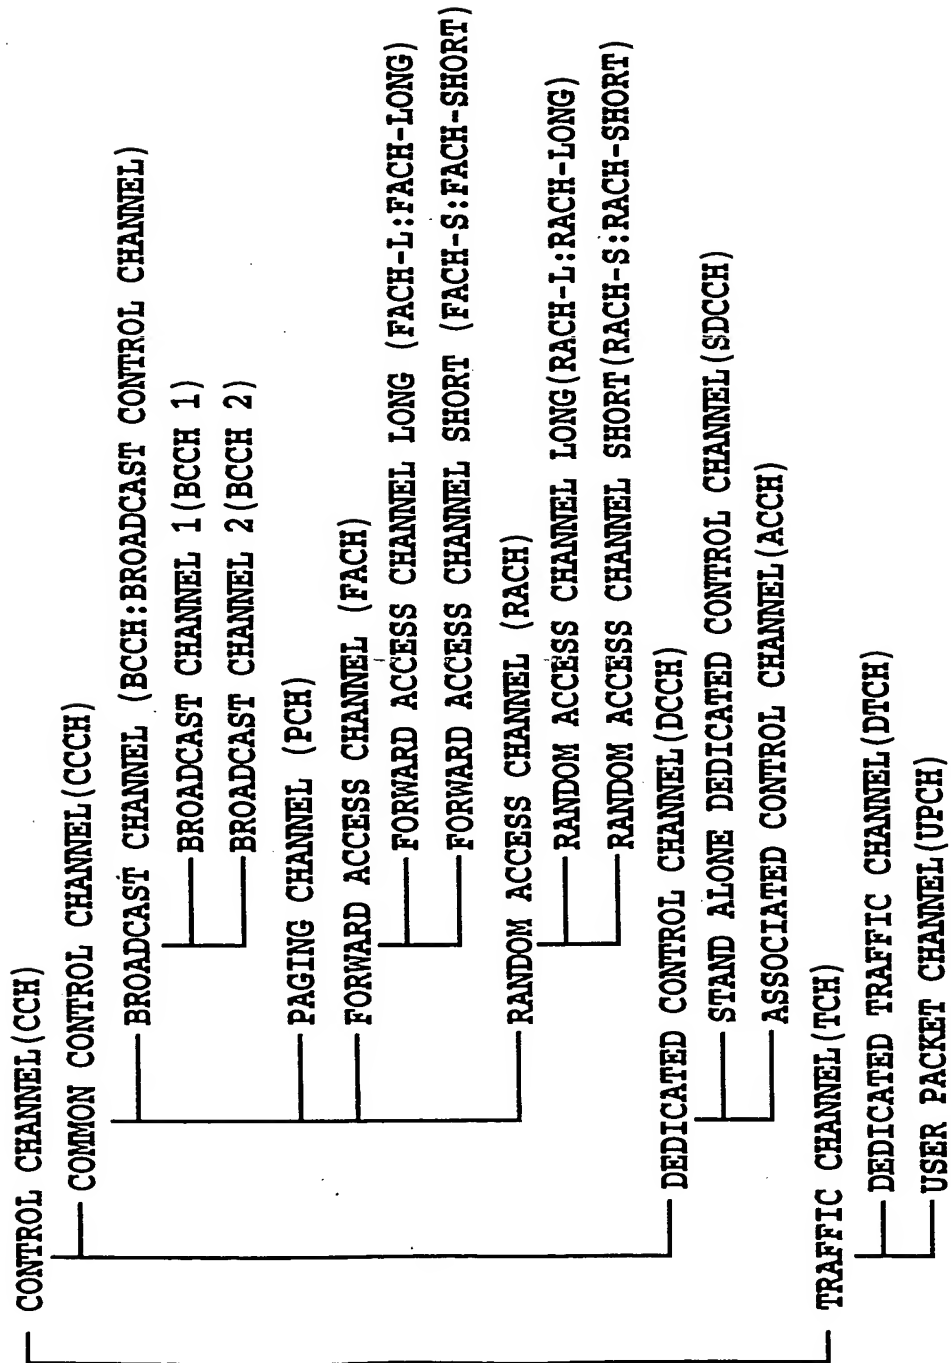 CONTROL CHANNEL(CCH)
COMMON CONTROL CHANNEL(CCCH)
BROADCAST CHANNEL (BCCH:BROADCAST CONTROL CHANNEL)
BROADCAST CHANNEL 1(BCCH 1)
BROADCAST CHANNEL 2(BCCH 2)
PAGING CHANNEL (PCH)
FORWARD ACCESS CHANNEL (FACH)
FORWARD ACCESS CHANNEL LONG (FACH-L:FACH-LONG)
FORWARD ACCESS CHANNEL SHORT (FACH-S:FACH-SHORT)
RANDOM ACCESS CHANNEL (RACH)
RANDOM ACCESS CHANNEL LONG(RACH-L:RACH-LONG)
RANDOM ACCESS CHANNEL SHORT(RACH-S:RACH-SHORT)
DEDICATED CONTROL CHANNEL(DCCH)
STAND ALONE DEDICATED CONTROL CHANNEL(SDCCH)
ASSOCIATED CONTROL CHANNEL(ACCH)
TRAFFIC CHANNEL(TCH)
DEDICATED TRAFFIC CHANNEL(DTCH)
USER PACKET CHANNEL(UPCH)